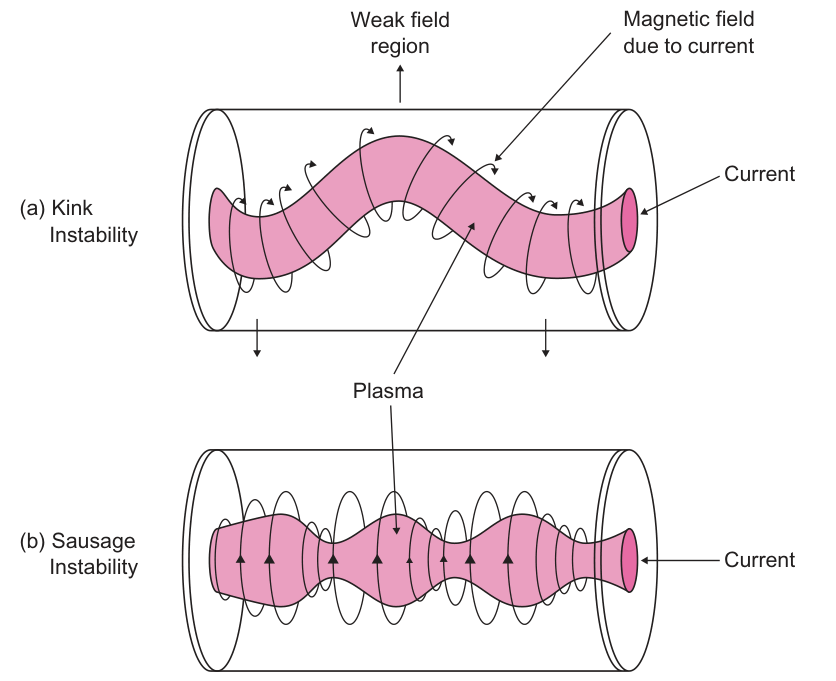 Weak field
region
Magnetic field
due to current
Current
(a) Kink
Instability
Plasma
(b) Sausage
Instability
Current